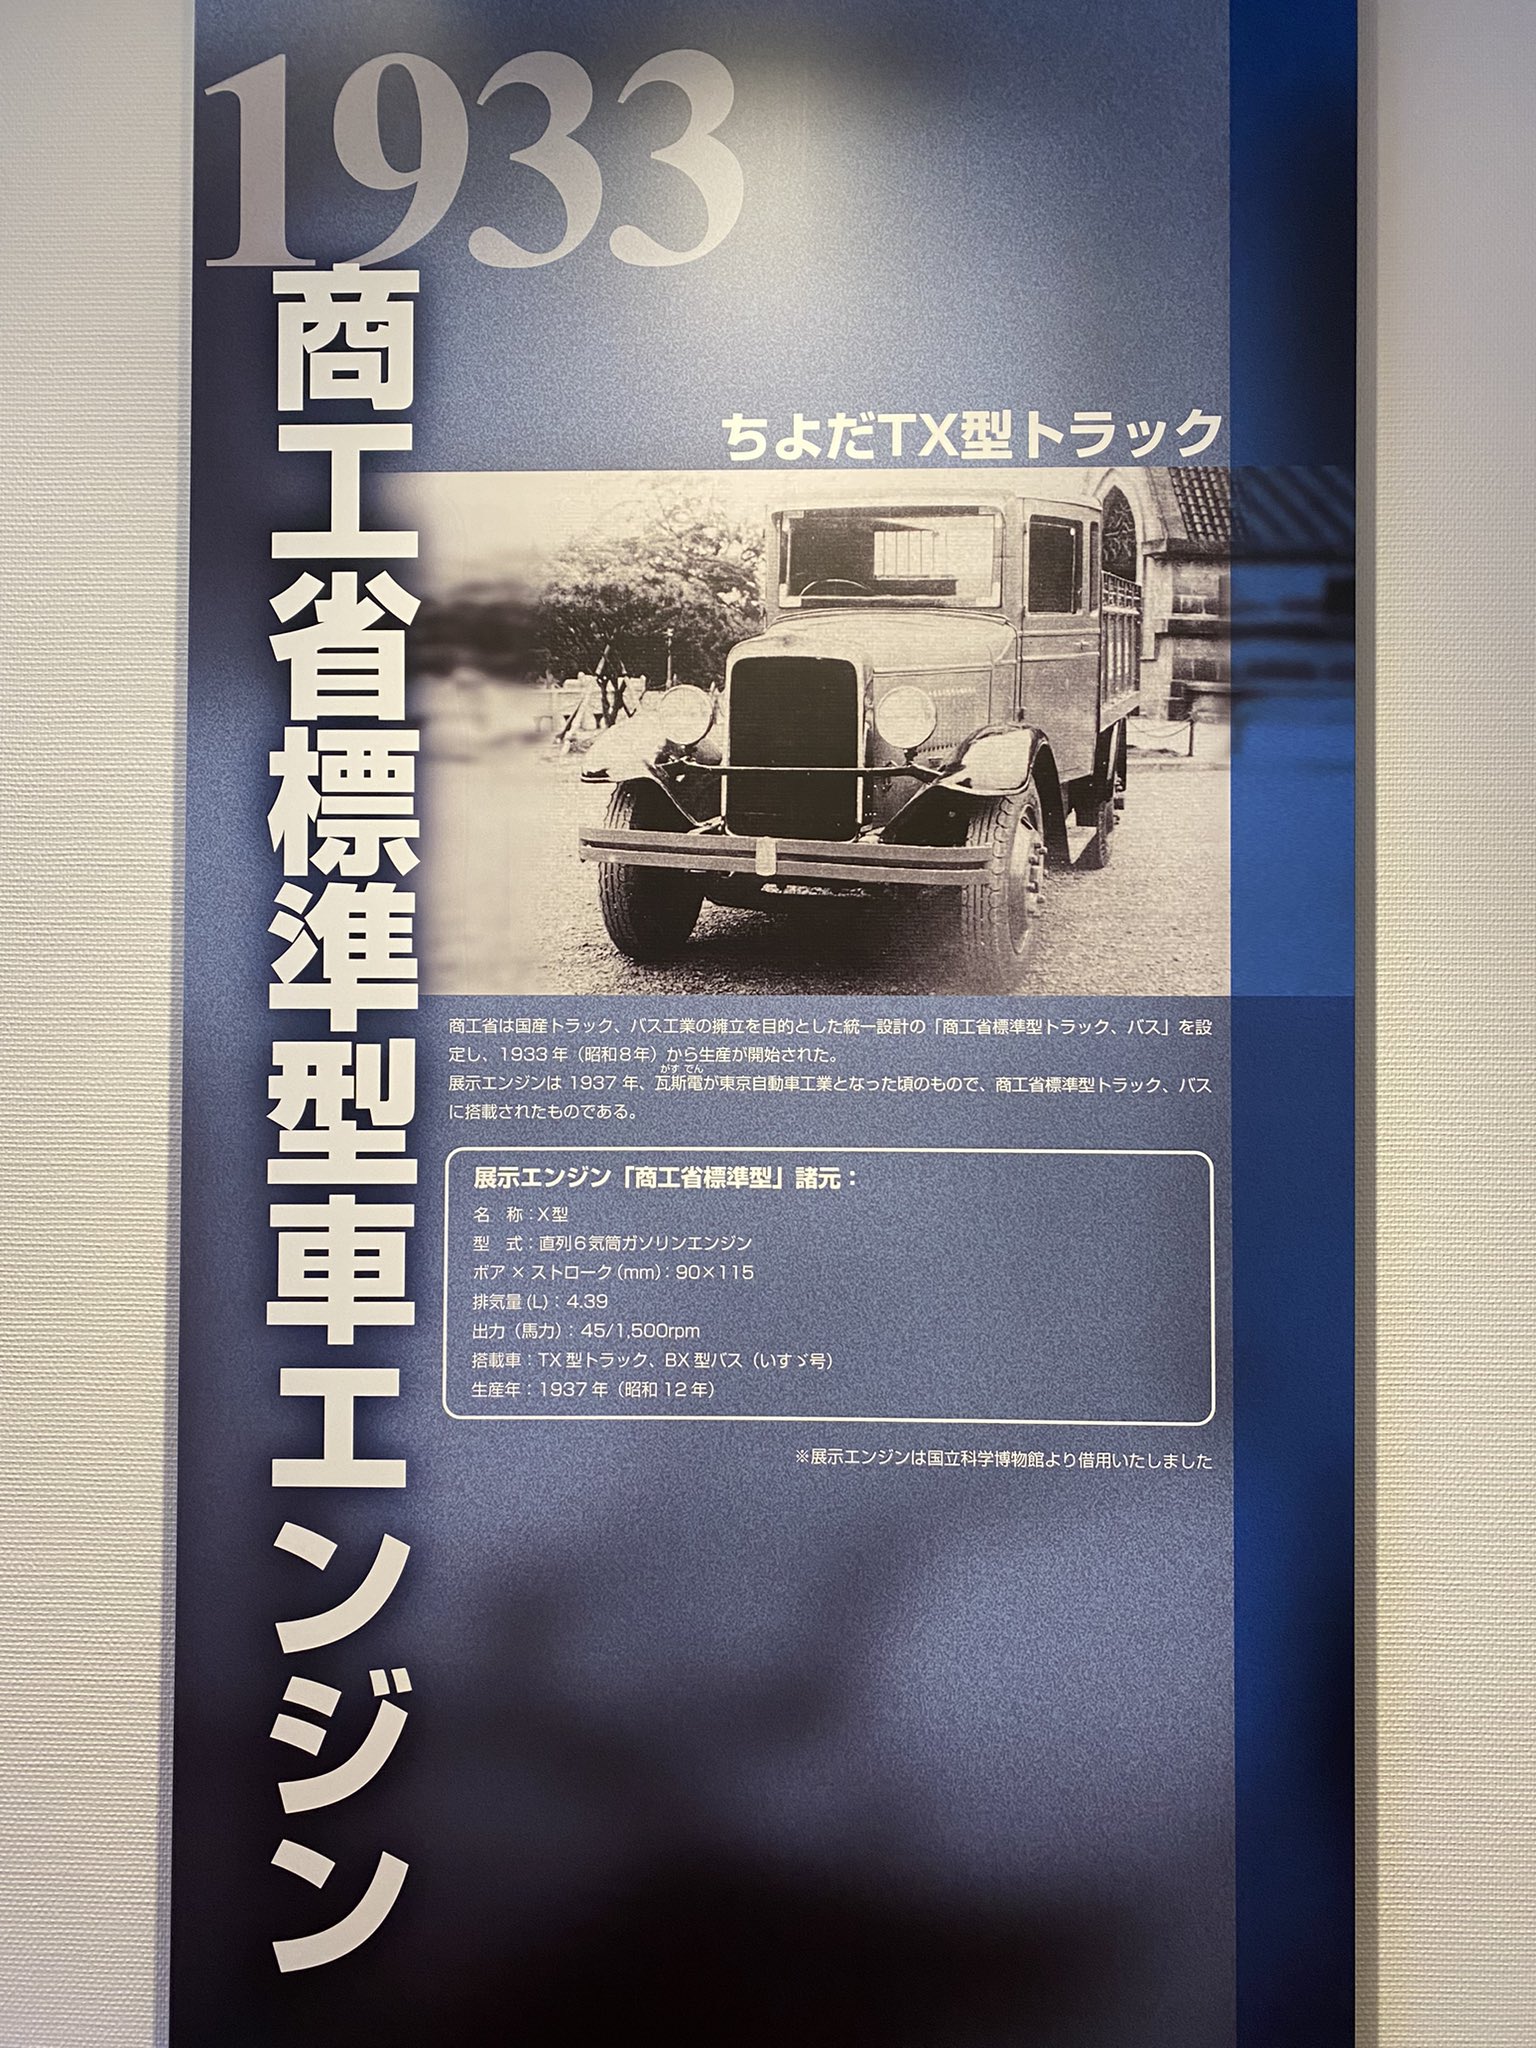 1933
商工省標準型車エンジン
ちよだTX型トラック
商工省は国産トラック、バス工業の擁立を目的とした統一設計の「商工省標準型トラック、バス」を設
定し、1933年（昭和8年）から生産が開始された。
がす でん
展示エンジンは 1937 年、瓦斯電が東京自動車工業となった頃のもので、商工省標準型トラック、バス
に搭載されたものである。
展示エンジン「商工省標準型」諸元：
名　称：X型
型　式：直列6気筒ガソリンエンジン
ボア × ストローク（mm）：90×115
排気量（L）：4.39
出力（馬力）：45/1,500rpm
搭載車：TX型トラック、BX型バス（いすゞ号）
生産年：1937年（昭和12年）
※展示エンジンは国立科学博物館より借用いたしました